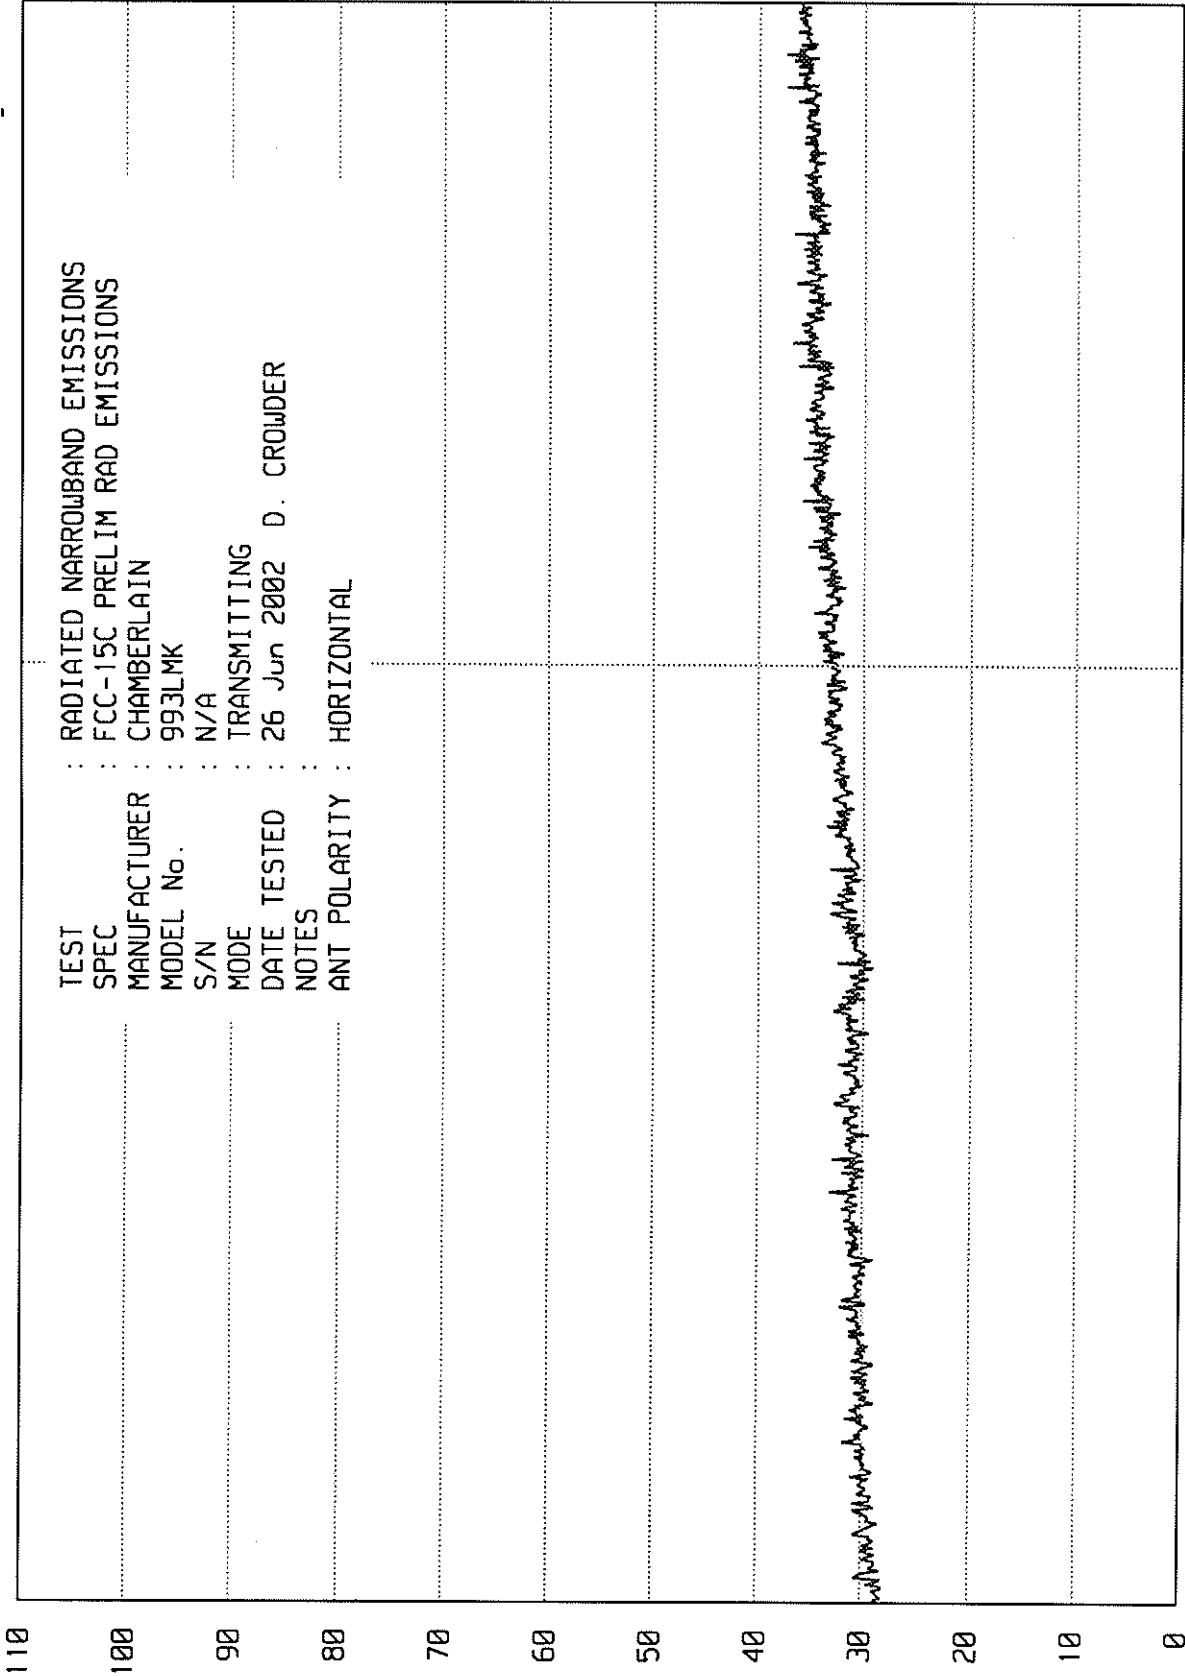 TEST : RADIATED NARROWBAND EMISSIONS
SPEC : FCC-15C PRELIM RAD EMISSIONS
MANUFACTURER : CHAMBERLAIN
MODEL No. : 993LMK
S/N : N/A
MODE : TRANSMITTING
DATE TESTED : 26 Jun 2002 D. CROWDER
NOTES :
ANT POLARITY : HORIZONTAL
110
100
90
80
70
60
50
40
30
20
10
0